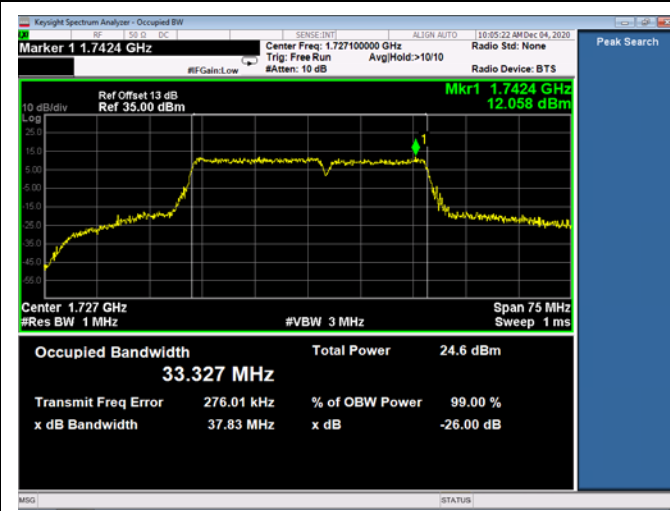 Keysight Spectrum Analyzer - Occupied BW
RF 50 Ω DC SENSE:INT ALIGN AUTO 10:05:22 AM Dec 04, 2020
Marker 1 1.7424 GHz Center Freq: 1.727100000 GHz Radio Std: None Peak Search
Trig: Free Run Avg|Hold:>10/10
#IFGain:Low #Atten: 10 dB Radio Device: BTS
Ref Offset 13 dB Mkr1 1.7424 GHz
10 dB/div Ref 35.00 dBm 12.058 dBm
Log
25.0
15.0
1
5.00
-5.00
-15.0
-25.0
-35.0
-45.0
-55.0
Center 1.727 GHz Span 75 MHz
#Res BW 1 MHz #VBW 3 MHz Sweep 1 ms
Occupied Bandwidth Total Power 24.6 dBm
33.327 MHz
Transmit Freq Error 276.01 kHz % of OBW Power 99.00 %
x dB Bandwidth 37.83 MHz x dB -26.00 dB
MSG STATUS